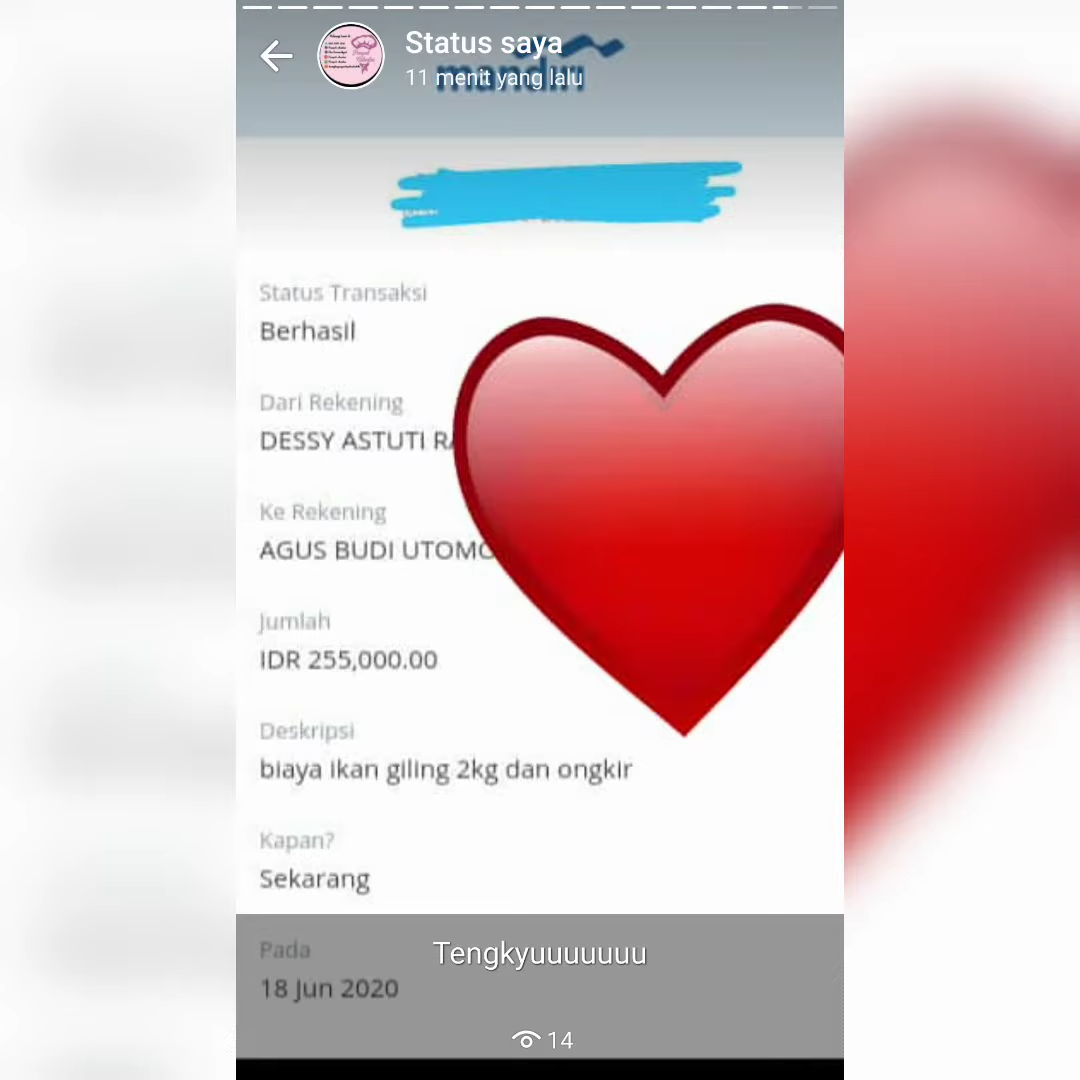 Status saya
11 menit yang lalu
mandiri
Status Transaksi
Berhasil
Dari Rekening
DESSY ASTUTI
Ke Rekening
AGUS BUDI UTOMO
Jumlah
IDR 255,000.00
Deskripsi
biaya ikan giling 2kg dan ongkir
Kapan?
Sekarang
Pada
18 Jun 2020
Tengkyuuuuuuu
14